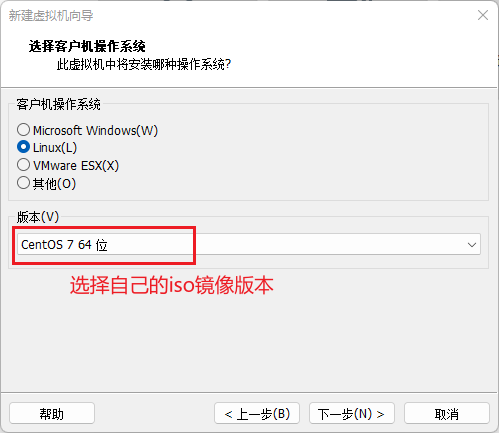 新建虚拟机向导
选择客户机操作系统
此虚拟机中将安装哪种操作系统?
客户机操作系统
Microsoft Windows(W)
Linux(L)
VMware ESX(X)
其他(O)
版本(V)
CentOS 7 64 位
选择自己的iso镜像版本
帮助
< 上一步(B)
下一步(N) >
取消